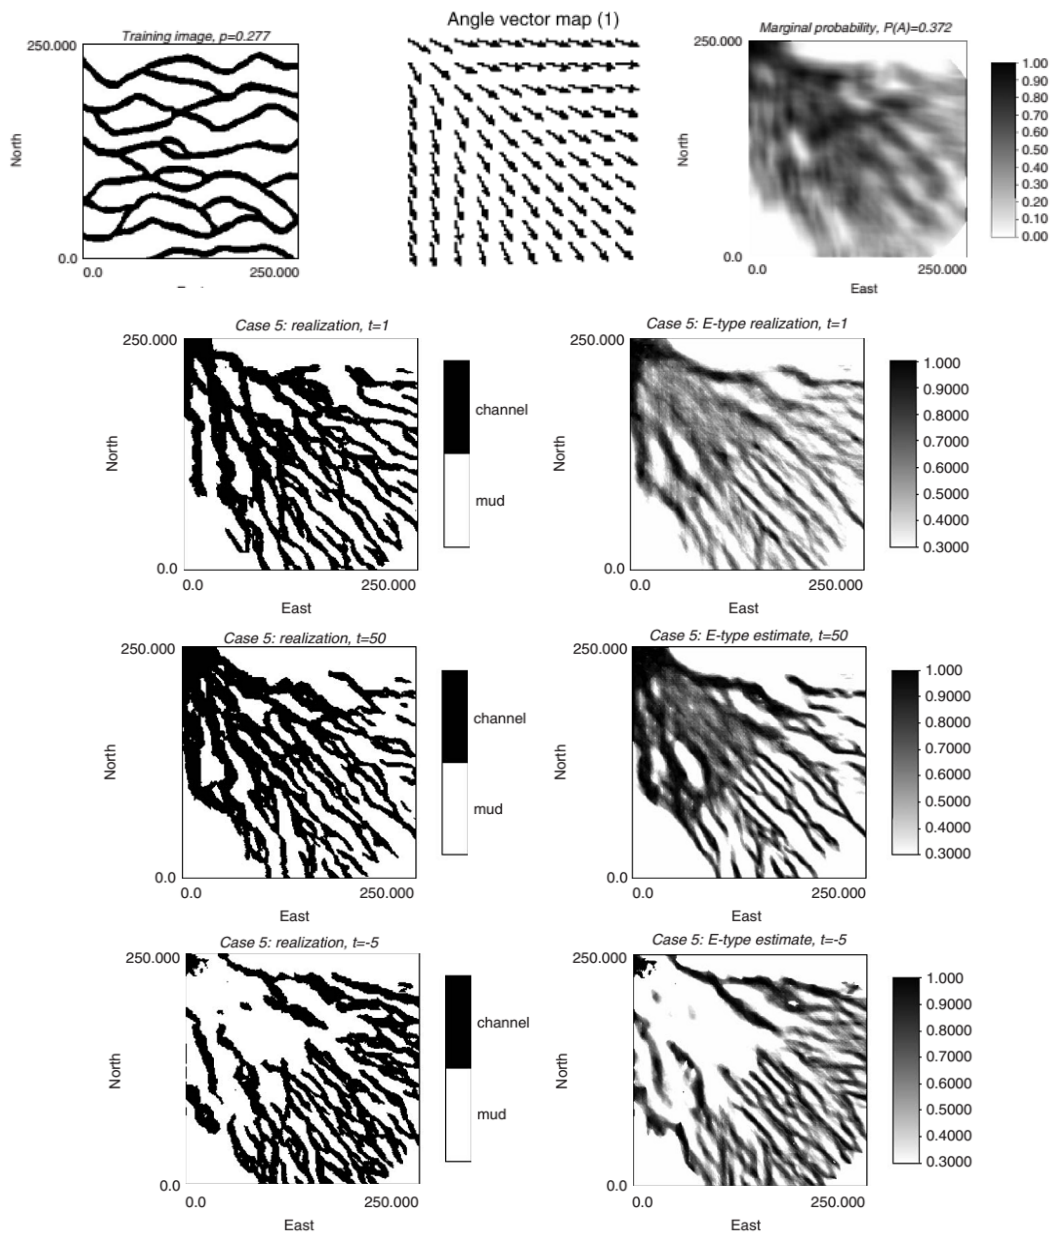 Angle vector map (1)
Training image, p=0.277
Marginal probability, P(A)=0.372
250.000
North
0.0
0.0
250.000
250.000
North
0.0
0.0
250.000
East
1.00
0.90
0.80
0.70
0.60
0.50
0.40
0.30
0.20
0.10
0.00
Case 5: realization, t=1
250.000
North
0.0
0.0
250.000
East
channel
mud
Case 5: E-type realization, t=1
250.000
North
0.0
0.0
250.000
East
1.000
0.9000
0.8000
0.7000
0.6000
0.5000
0.4000
0.3000
Case 5: realization, t=50
250.000
North
0.0
0.0
250.000
East
channel
mud
Case 5: E-type estimate, t=50
250.000
North
0.0
0.0
250.000
East
1.000
0.9000
0.8000
0.7000
0.6000
0.5000
0.4000
0.3000
Case 5: realization, t=-5
250.000
North
0.0
0.0
250.000
East
channel
mud
Case 5: E-type estimate, t=-5
250.000
North
0.0
0.0
250.000
East
1.000
0.9000
0.8000
0.7000
0.6000
0.5000
0.4000
0.3000